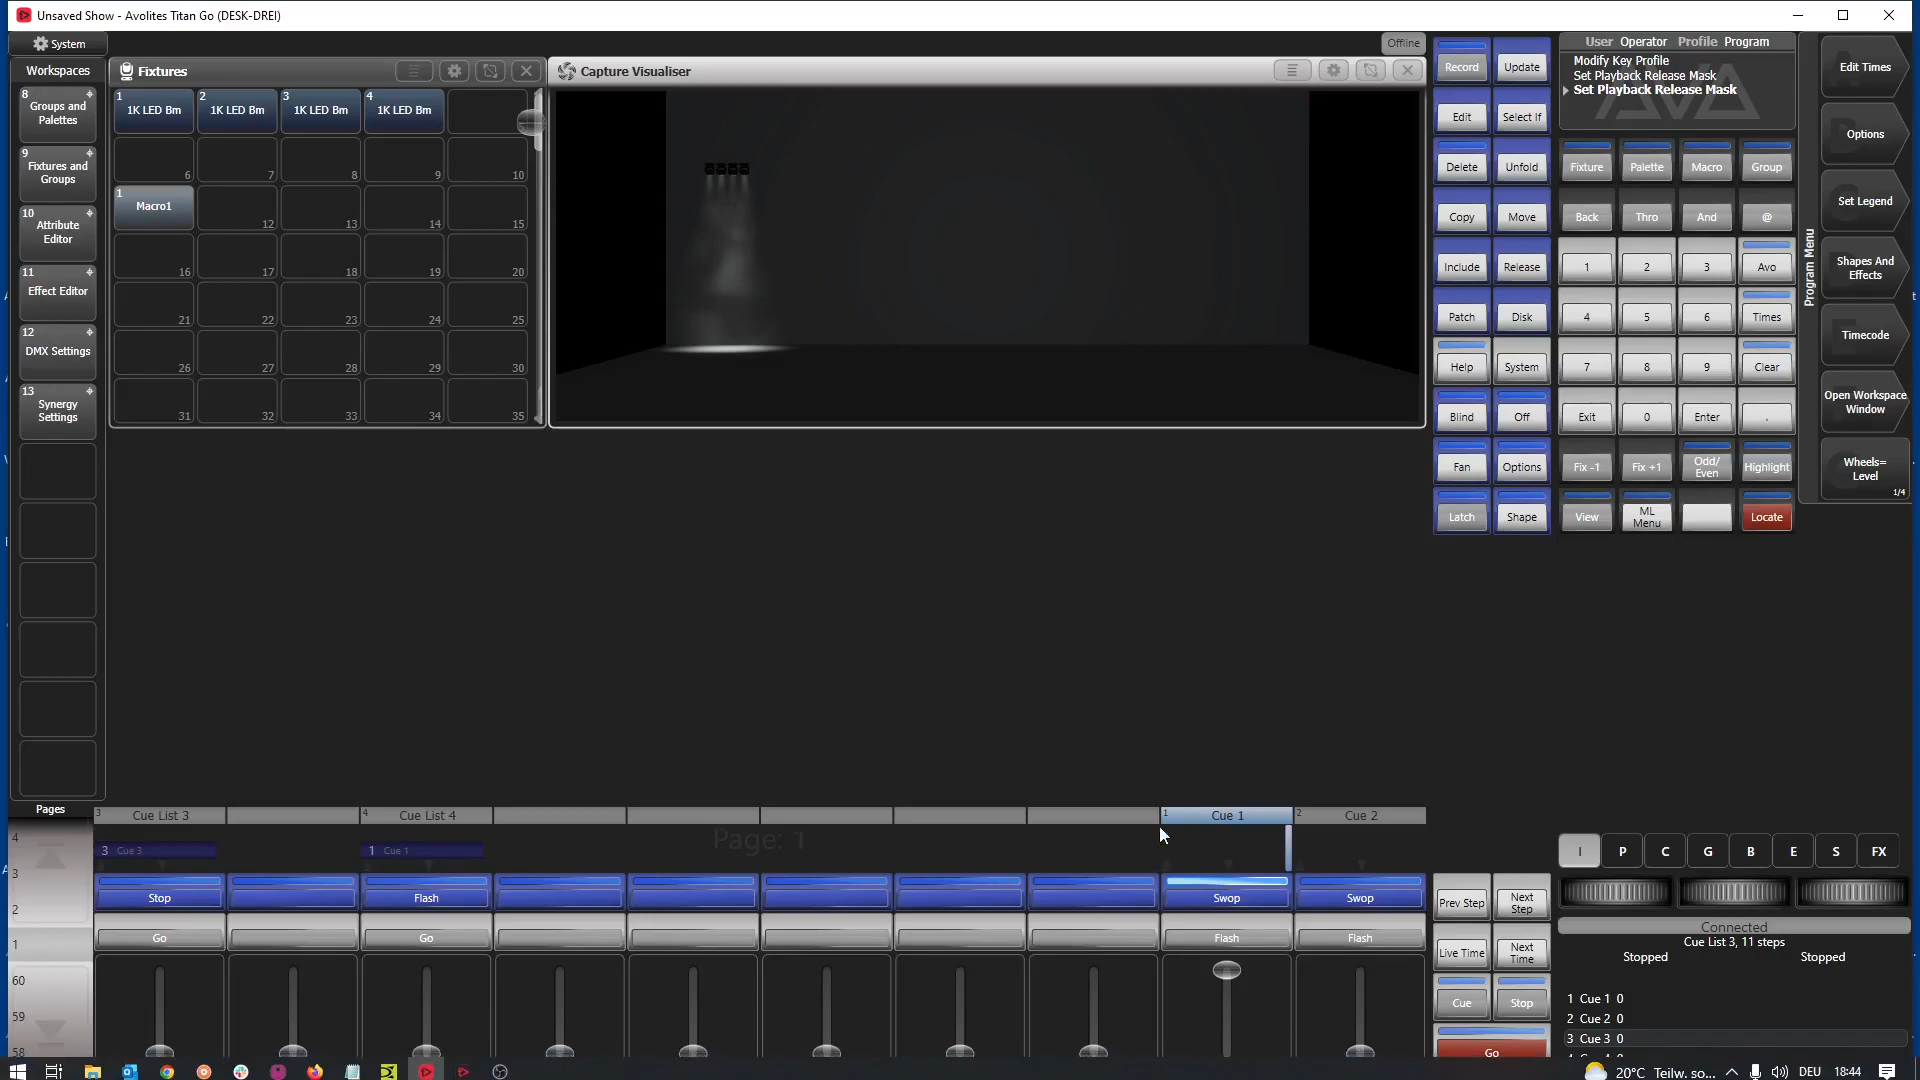 Unsaved Show - Avolites Titan Go (DESK-DREI)
System
Workspaces
8
Groups and
Palettes
9
Fixtures and
Groups
10
Attribute
Editor
11
Effect Editor
12
DMX Settings
13
Synergy
Settings
Fixtures
1
1K LED Bm
2
1K LED Bm
3
1K LED Bm
4
1K LED Bm
6
7
8
9
10
1
Macro1
12
13
14
15
16
17
18
19
20
21
22
23
24
25
26
27
28
29
30
31
32
33
34
35
Offline
Capture Visualiser
Record
Update
Edit
Select If
Delete
Unfold
Copy
Move
Include
Release
Patch
Disk
Help
System
Blind
Off
Fan
Options
Latch
Shape
User Operator Profile Program
Modify Key Profile
Set Playback Release Mask
Set Playback Release Mask
Fixture
Palette
Macro
Group
Back
Thro
And
@
1
2
3
Avo
4
5
6
Times
7
8
9
Clear
Exit
0
Enter
.
Fix -1
Fix +1
Odd/
Even
Highlight
View
ML
Menu
Locate
Program Menu
Edit Times
Options
Set Legend
Shapes And
Effects
Timecode
Open Workspace
Window
Wheels=
Level
1/4
Pages
4
3
2
1
60
59
58
3
Cue List 3
4
Cue List 4
1
Cue 1
2
Cue 2
3 Cue 3
1 Cue 1
Page: 1
Stop
Flash
Swop
Swop
Go
Go
Flash
Flash
Prev Step
Next
Step
Live Time
Next
Time
Cue
Stop
Go
I
P
C
G
B
E
S
FX
Connected
Cue List 3, 11 steps
Stopped
Stopped
1 Cue 1 0
2 Cue 2 0
3 Cue 3 0
20°C Teilw. so...
DEU
18:44